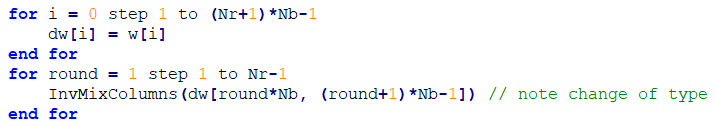 for i = 0 step 1 to (Nr+1)*Nb-1
    dw[i] = w[i]
end for
for round = 1 step 1 to Nr-1
    InvMixColumns(dw[round*Nb, (round+1)*Nb-1]) // note change of type
end for